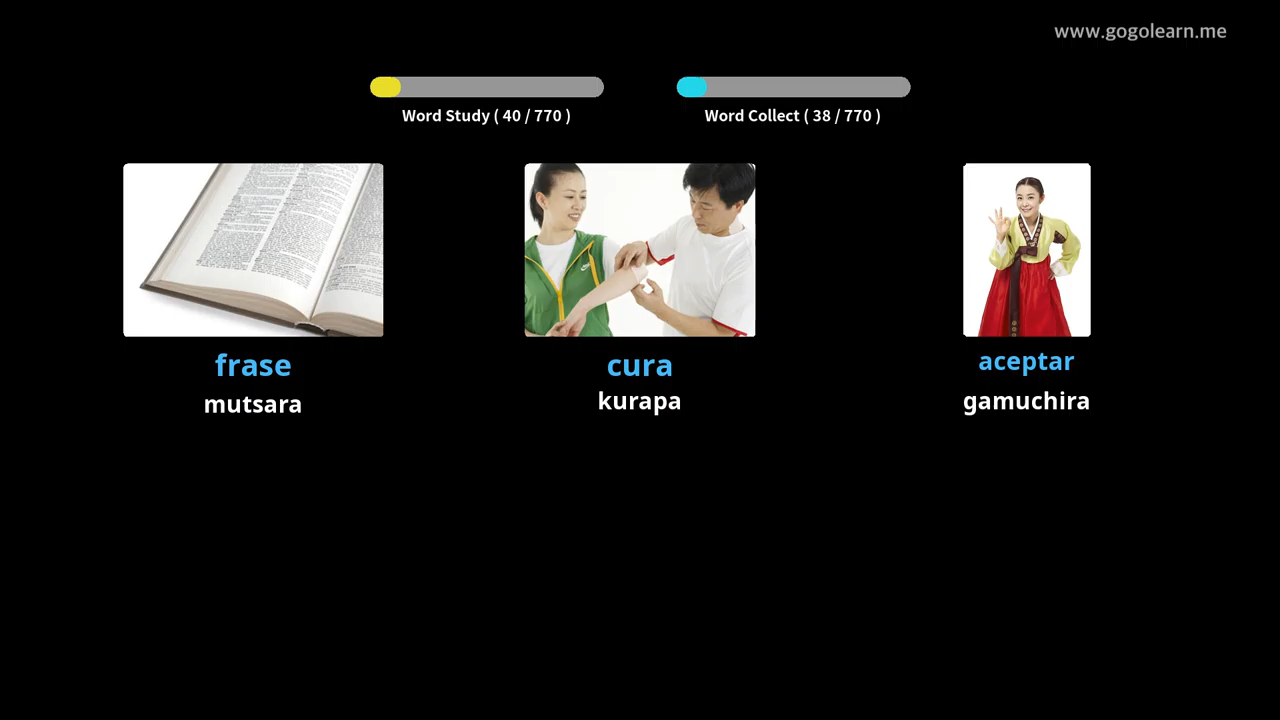 www.gogolearn.me
Word Study ( 40 / 770 )
Word Collect ( 38 / 770 )
frase
mutsara
cura
kurapa
aceptar
gamuchira